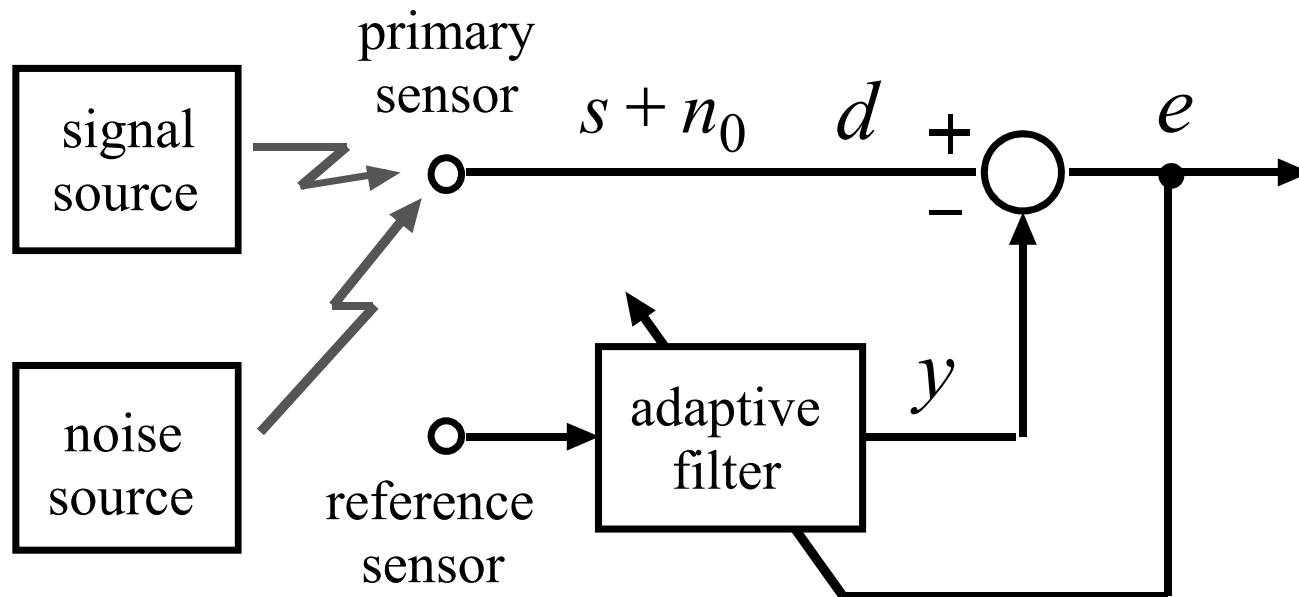 primary
sensor
signal
source
s + n₀
d
+
−
e
noise
source
reference
sensor
adaptive
filter
y